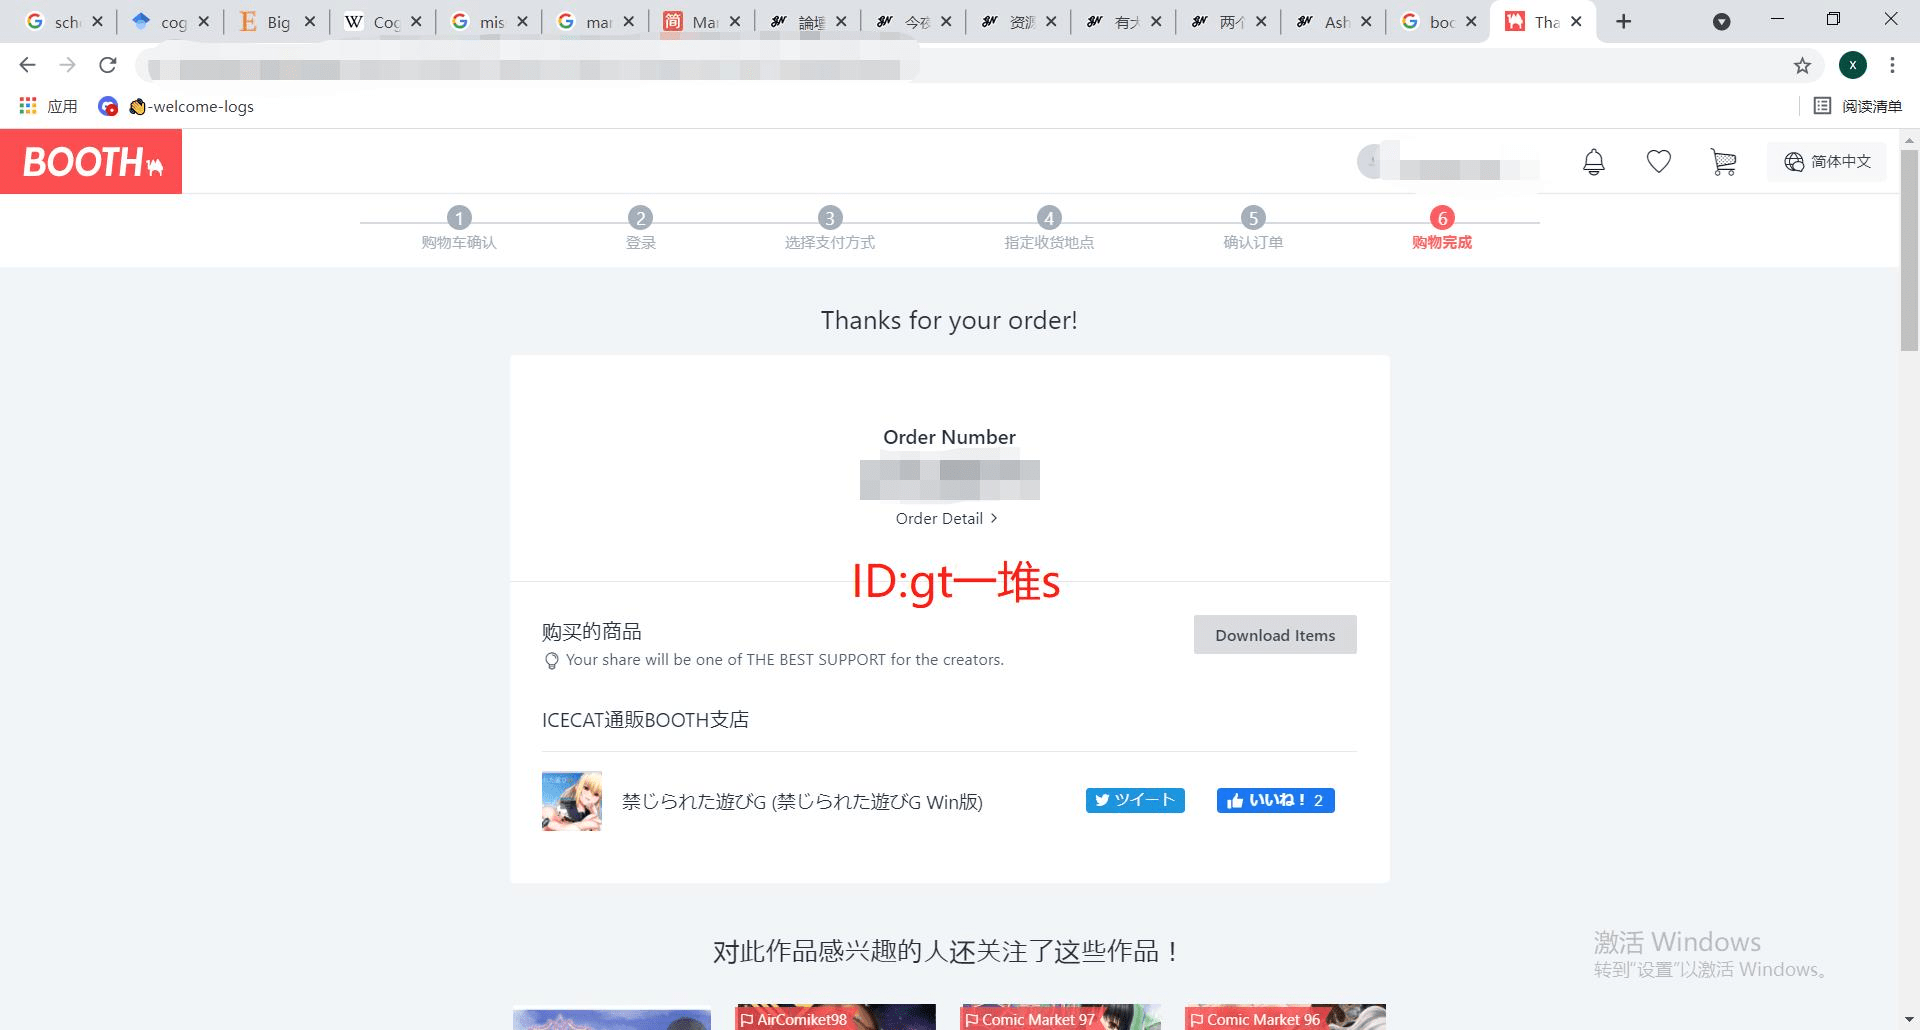 sch
cog
Big
Cog
mis
mar
Mar
論壇
今夜
资源
有大
两个
Ash
boo
Tha
X
应用
-welcome-logs
阅读清单
BOOTH
简体中文
1 2 3 4 5 6
购物车确认 登录 选择支付方式 指定收货地点 确认订单 购物完成
Thanks for your order!
Order Number
Order Detail >
ID:gt一堆s
购买的商品
Download Items
Your share will be one of THE BEST SUPPORT for the creators.
ICECAT通販BOOTH支店
禁じられた遊びG (禁じられた遊びG Win版)
ツイート
いいね！ 2
对此作品感兴趣的人还关注了这些作品！
激活 Windows
转到"设置"以激活 Windows。
AirComiket98
Comic Market 97
Comic Market 96